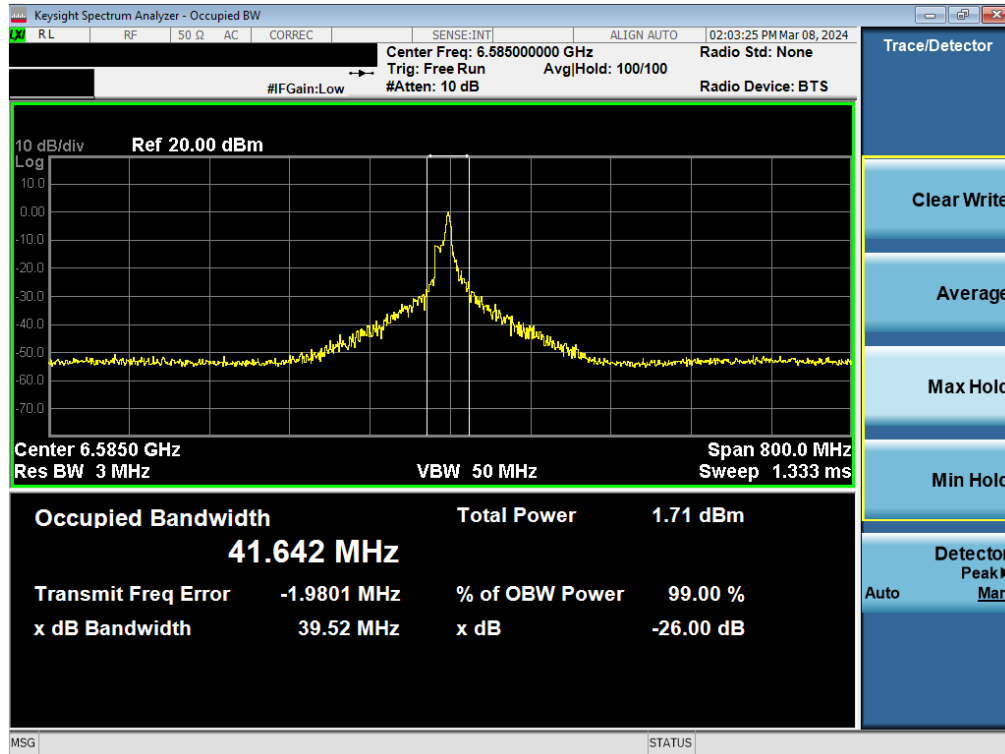 Keysight Spectrum Analyzer - Occupied BW
LXI RL RF 50 Ω AC CORREC SENSE:INT ALIGN AUTO 02:03:25 PM Mar 08, 2024
Center Freq: 6.585000000 GHz Radio Std: None
Trig: Free Run Avg|Hold: 100/100
#IFGain:Low #Atten: 10 dB Radio Device: BTS
Trace/Detector
10 dB/div Ref 20.00 dBm
Log
10.0
0.00
-10.0
-20.0
-30.0
-40.0
-50.0
-60.0
-70.0
Center 6.5850 GHz Span 800.0 MHz
Res BW 3 MHz VBW 50 MHz Sweep 1.333 ms
Occupied Bandwidth Total Power 1.71 dBm
41.642 MHz
Transmit Freq Error -1.9801 MHz % of OBW Power 99.00 %
x dB Bandwidth 39.52 MHz x dB -26.00 dB
Clear Write
Average
Max Hold
Min Hold
Detector
Peak
Auto Man
MSG STATUS